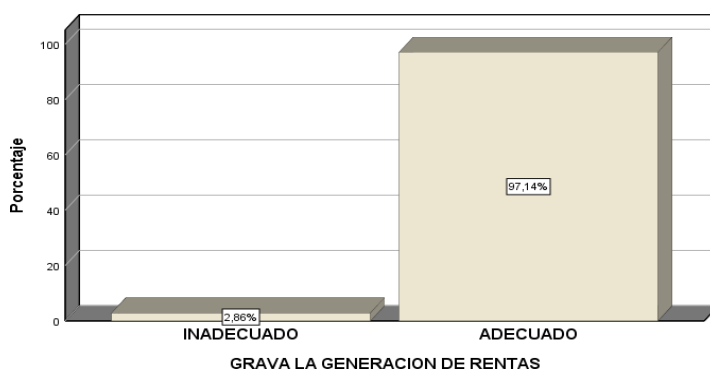 Porcentaje
100
80
60
40
20
0
2,86%
97,14%
INADECUADO ADECUADO
GRAVA LA GENERACION DE RENTAS